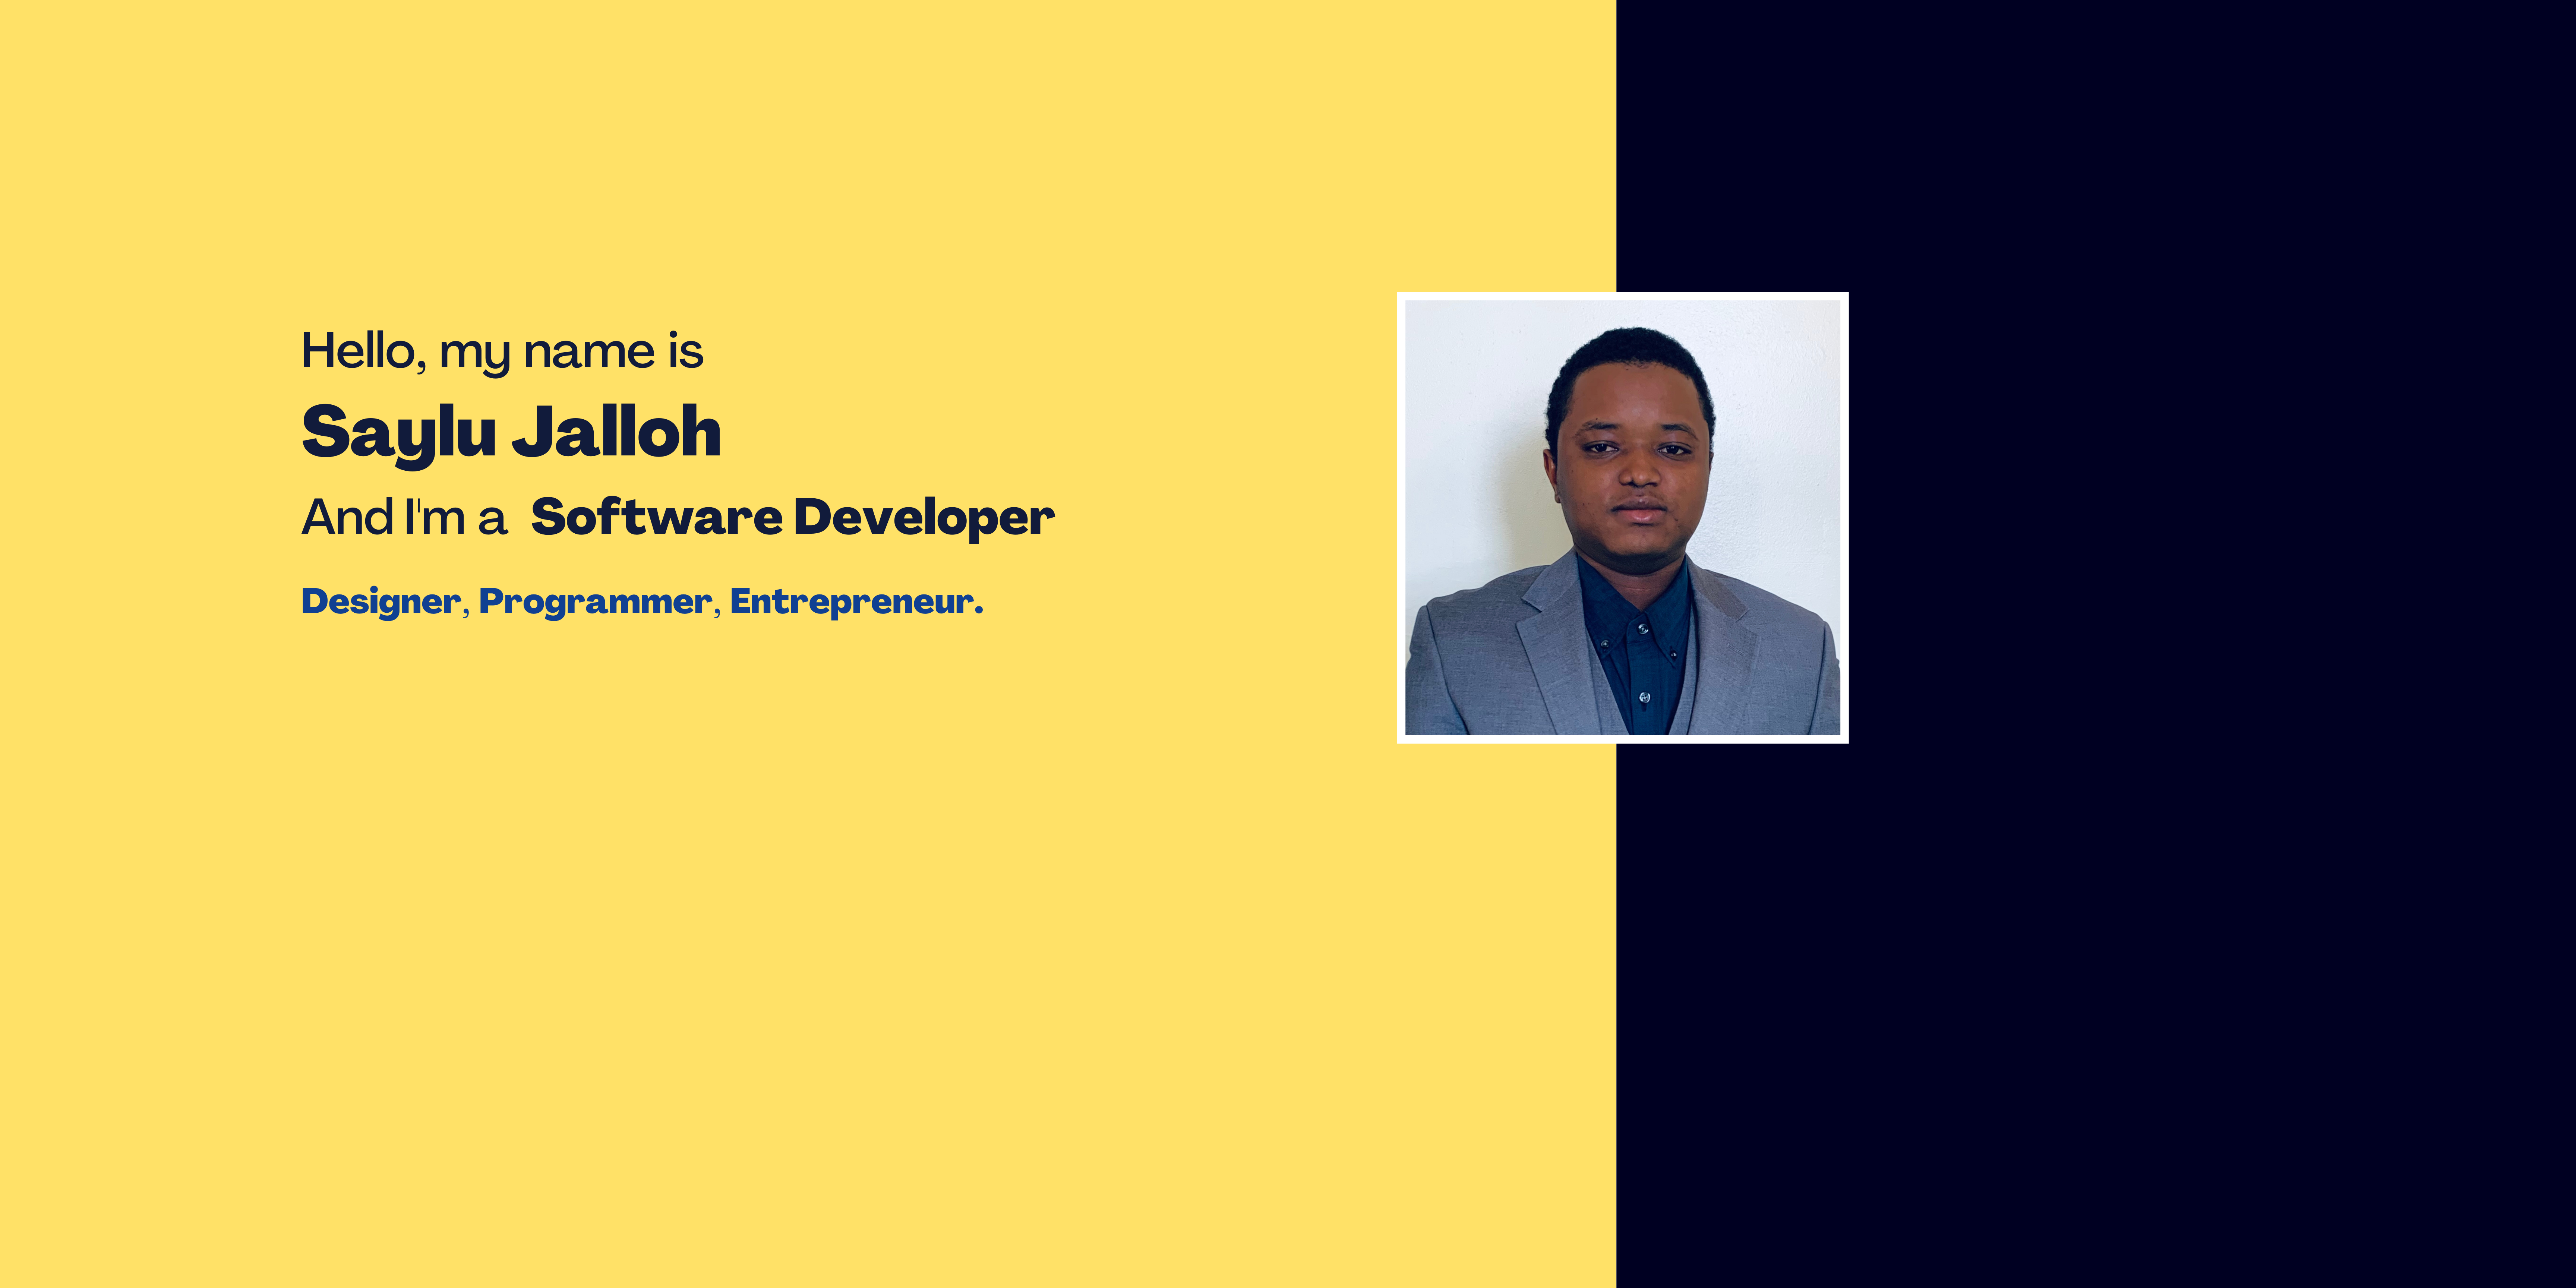 Hello, my name is
Saylu Jalloh
And I'm a Software Developer
Designer, Programmer, Entrepreneur.